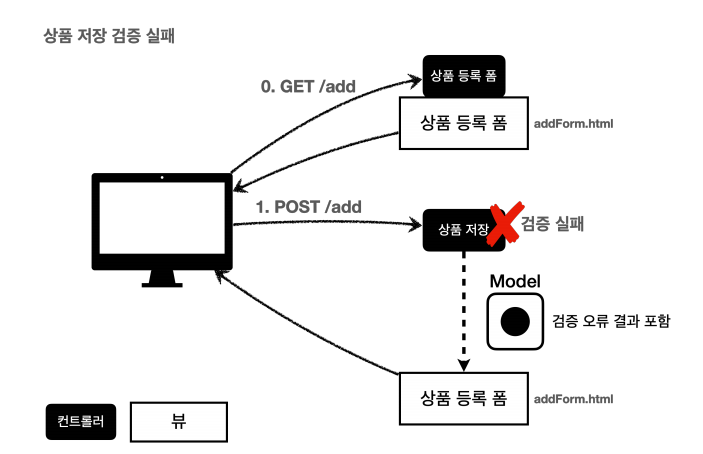 상품 저장 검증 실패
0. GET /add
상품 등록 폼
상품 등록 폼
addForm.html
1. POST /add
상품 저장
검증 실패
Model
검증 오류 결과 포함
상품 등록 폼
addForm.html
컨트롤러
뷰